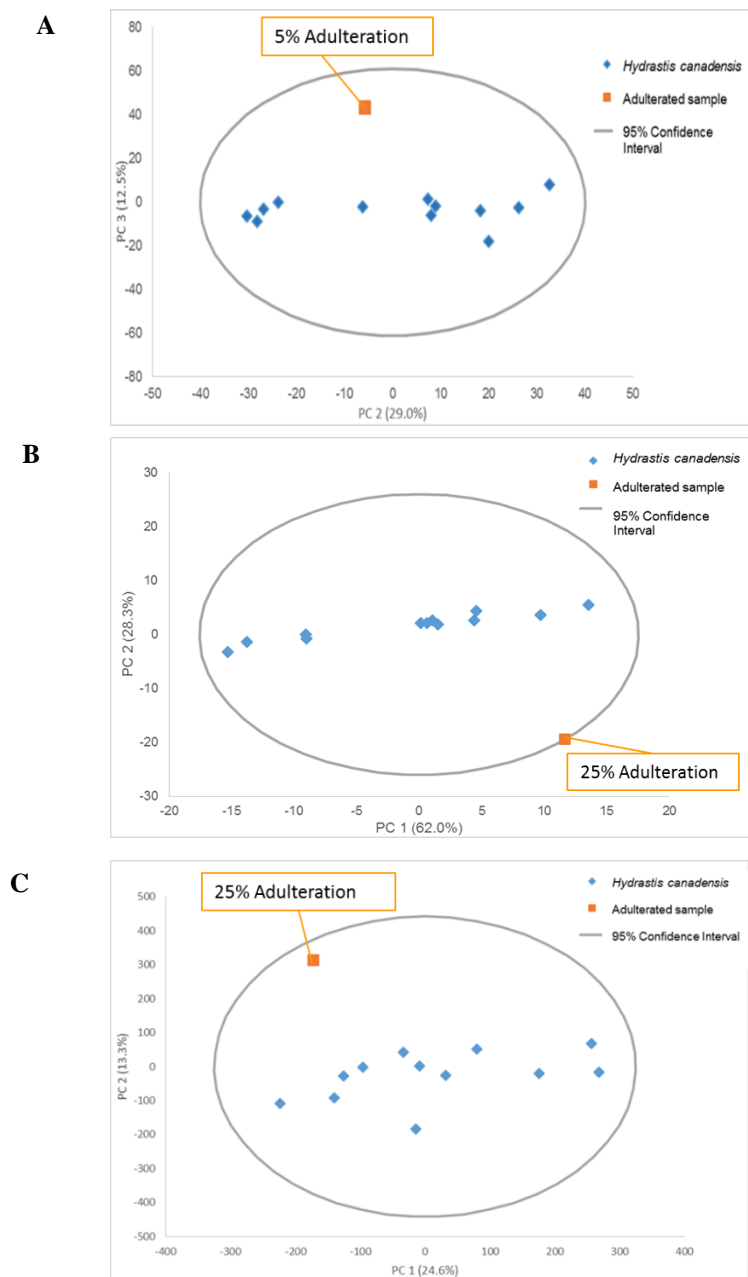 A
5% Adulteration
Hydrastis canadensis
Adulterated sample
95% Confidence
Interval
80
60
40
20
0
-20
-40
-60
-80
PC 3 (12.5%)
-50
-40
-30
-20
-10
0
10
20
30
40
50
PC 2 (29.0%)
B
Hydrastis canadensis
Adulterated sample
95% Confidence
Interval
30
20
10
0
-10
-20
-30
PC 2 (28.3%)
25% Adulteration
-20
-15
-10
-5
0
5
10
15
20
PC 1 (62.0%)
C
25% Adulteration
Hydrastis canadensis
Adulterated sample
95% Confidence Interval
500
400
300
200
100
0
-100
-200
-300
-400
-500
PC 2 (13.3%)
-400
-300
-200
-100
0
100
200
300
400
PC 1 (24.6%)